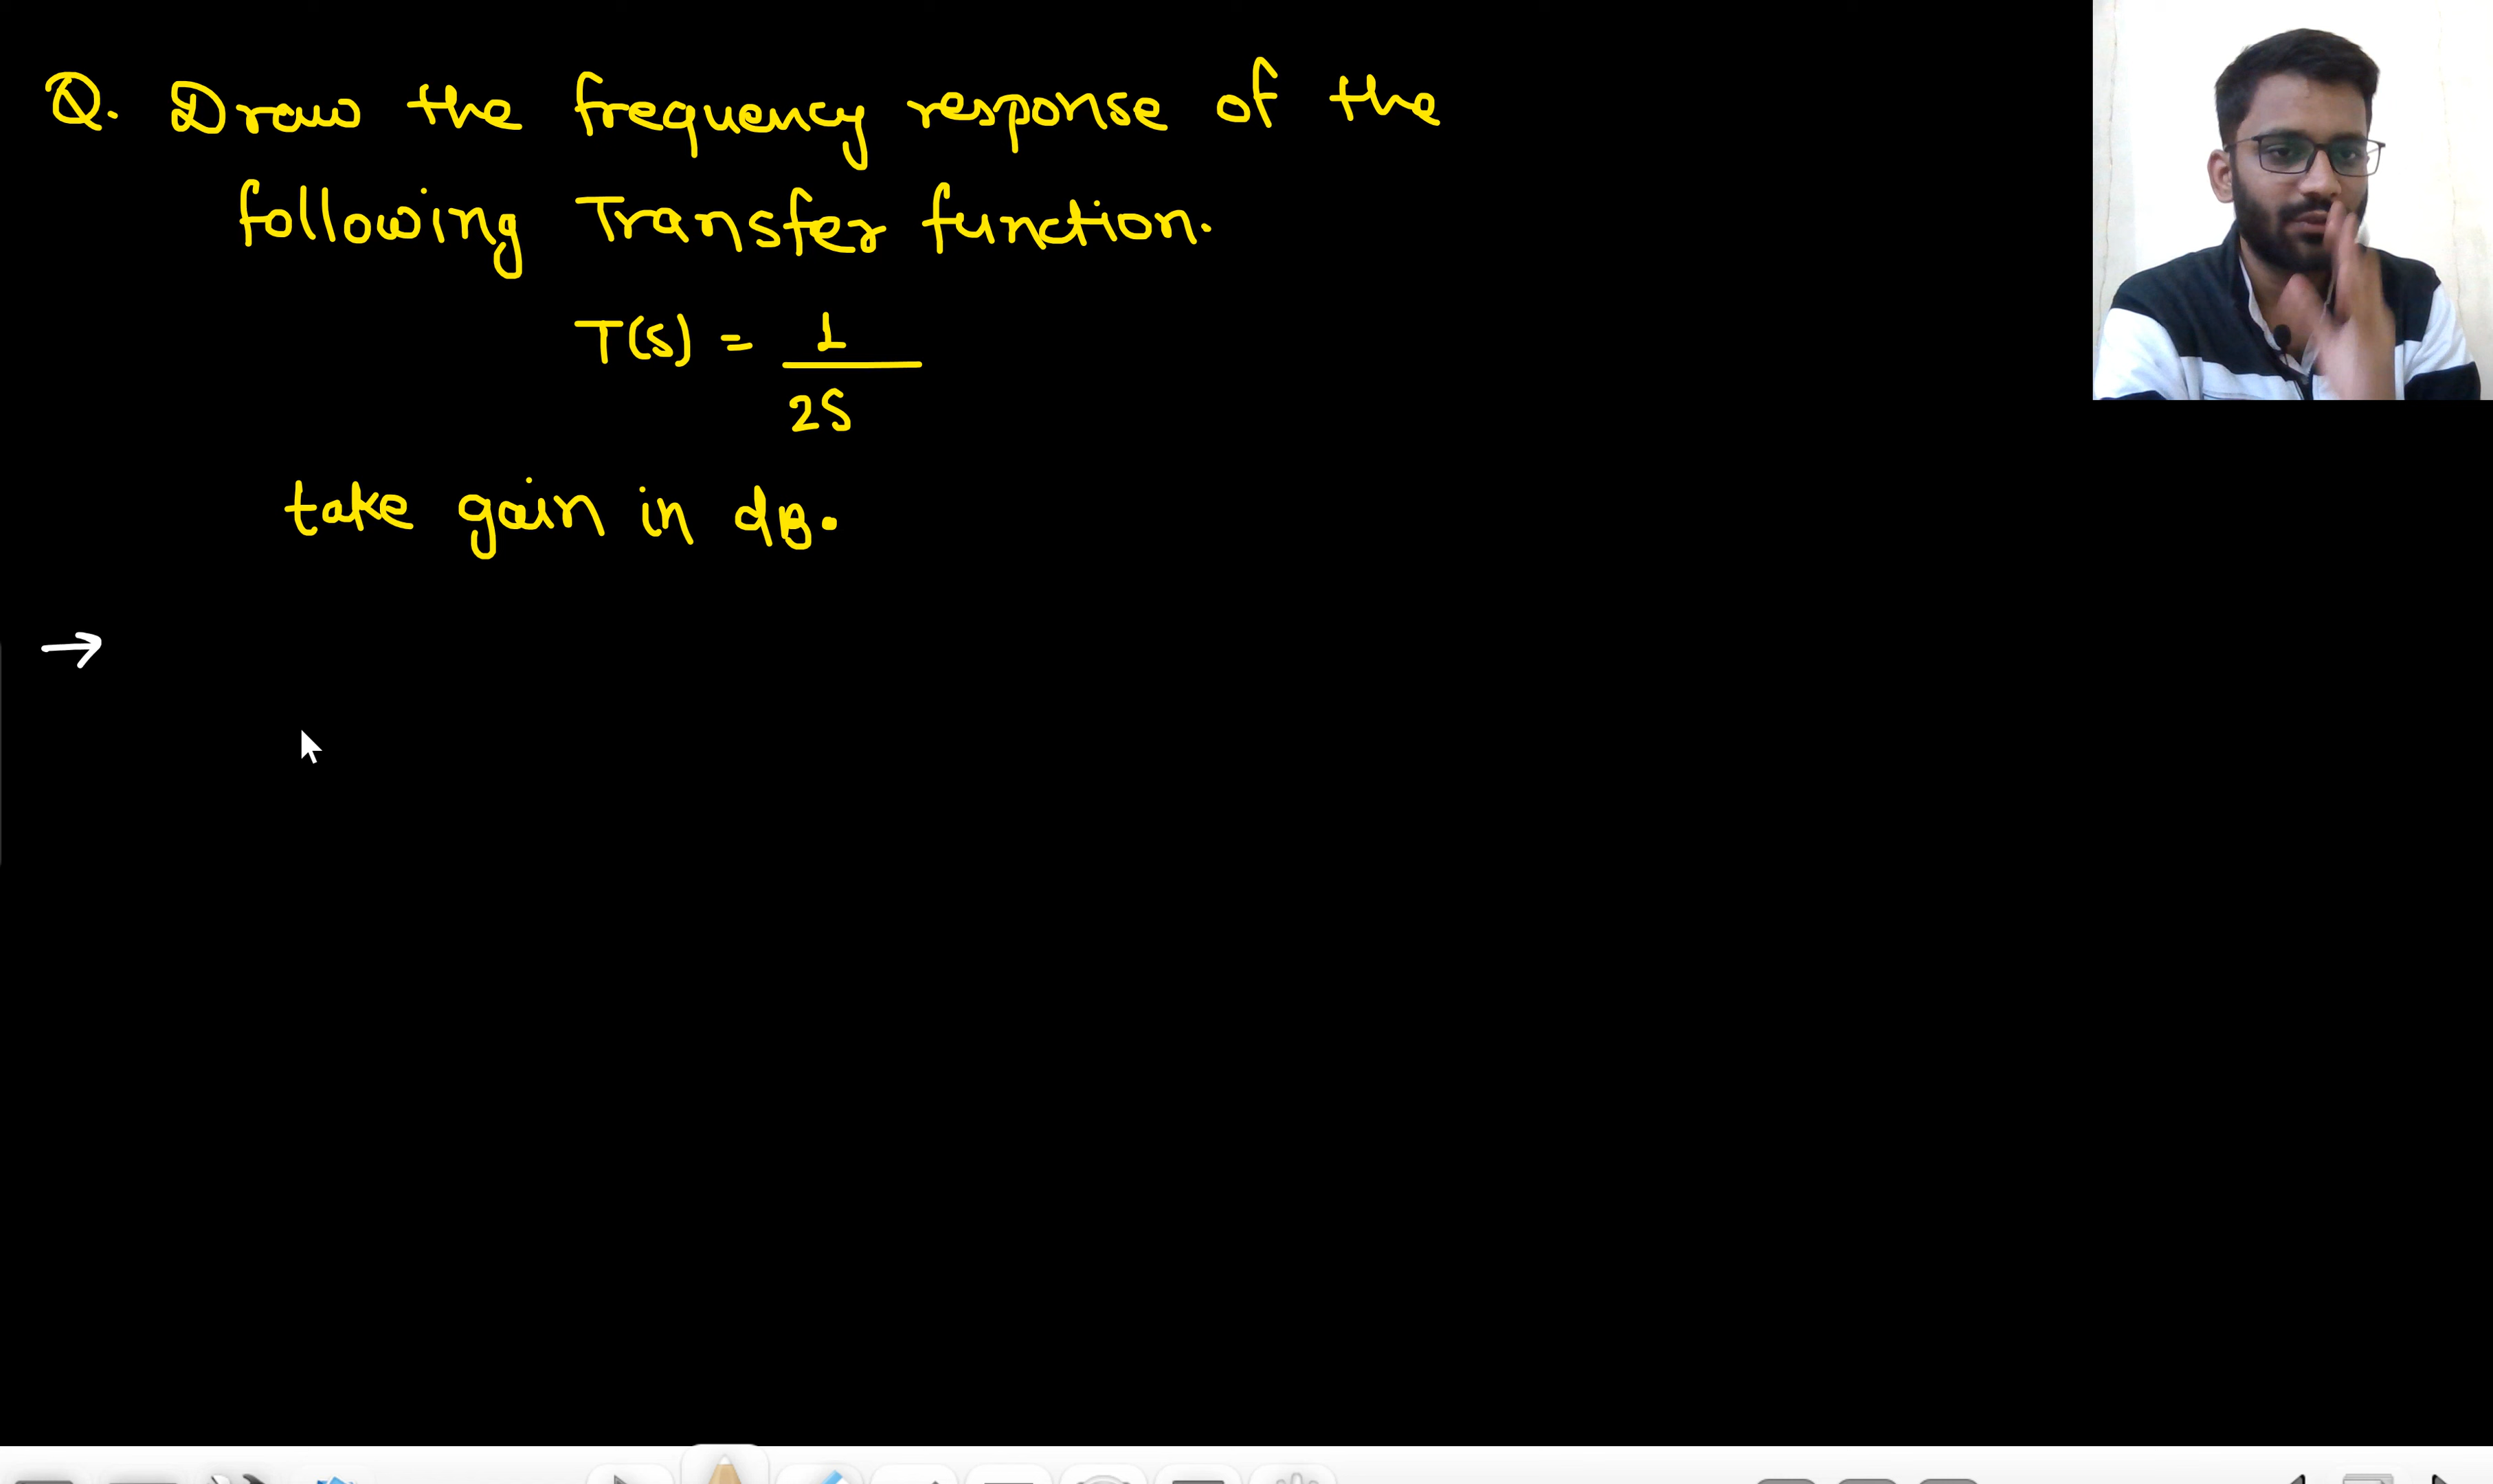 Q. Draw the frequency response of the
following Transfer function.
T(s) = 1
2S
take gain in dB.
→